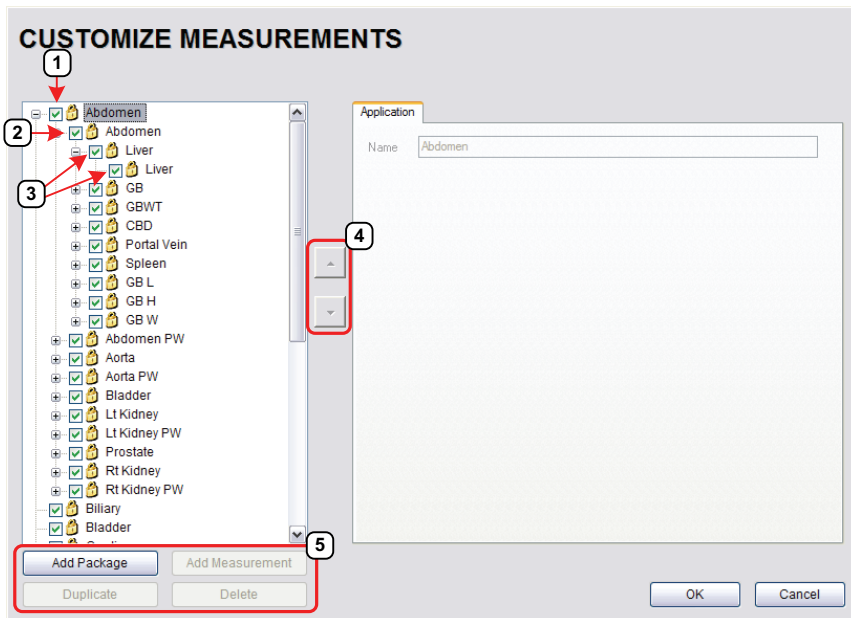 CUSTOMIZE MEASUREMENTS
1
Abdomen
2
Abdomen
Liver
Liver
3
GB
GBWT
CBD
Portal Vein
Spleen
GB L
GB H
GB W
Abdomen PW
Aorta
Aorta PW
Bladder
Lt Kidney
Lt Kidney PW
Prostate
Rt Kidney
Rt Kidney PW
Biliary
Bladder
4
Application
Name Abdomen
5
Add Package Add Measurement
Duplicate Delete
OK Cancel